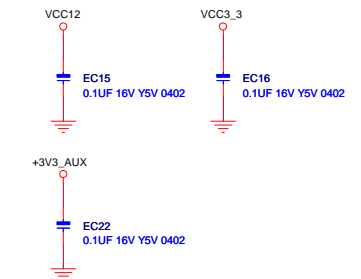 VCC12
EC15
0.1UF 16V Y5V 0402
VCC3_3
EC16
0.1UF 16V Y5V 0402
+3V3_AUX
EC22
0.1UF 16V Y5V 0402